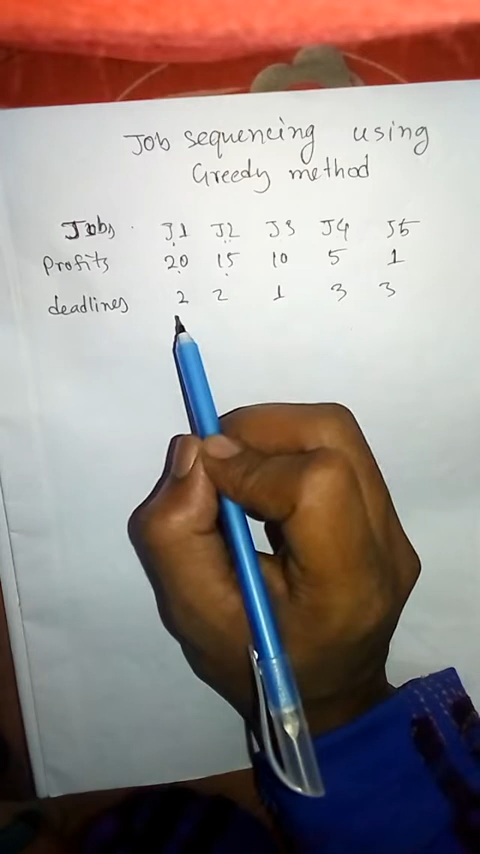 Job sequencing using
Greedy method
Jobs J1 J2 J3 J4 J5
Profits 20 15 10 5 1
deadlines 2 2 1 3 3